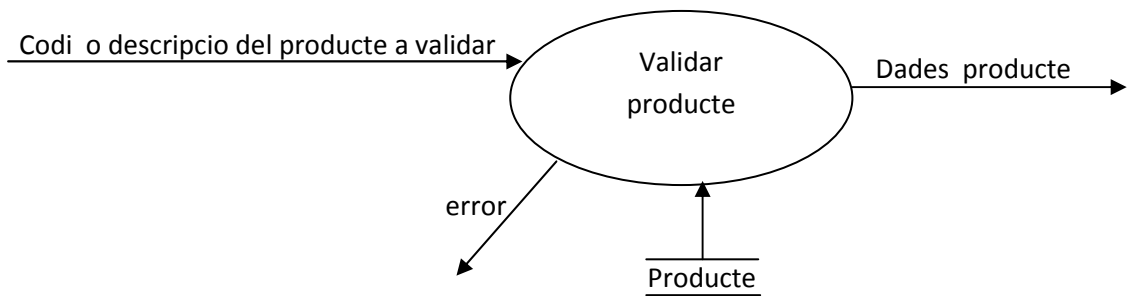 Codi o descripcio del producte a validar
Validar
producte
Dades producte
error
Producte